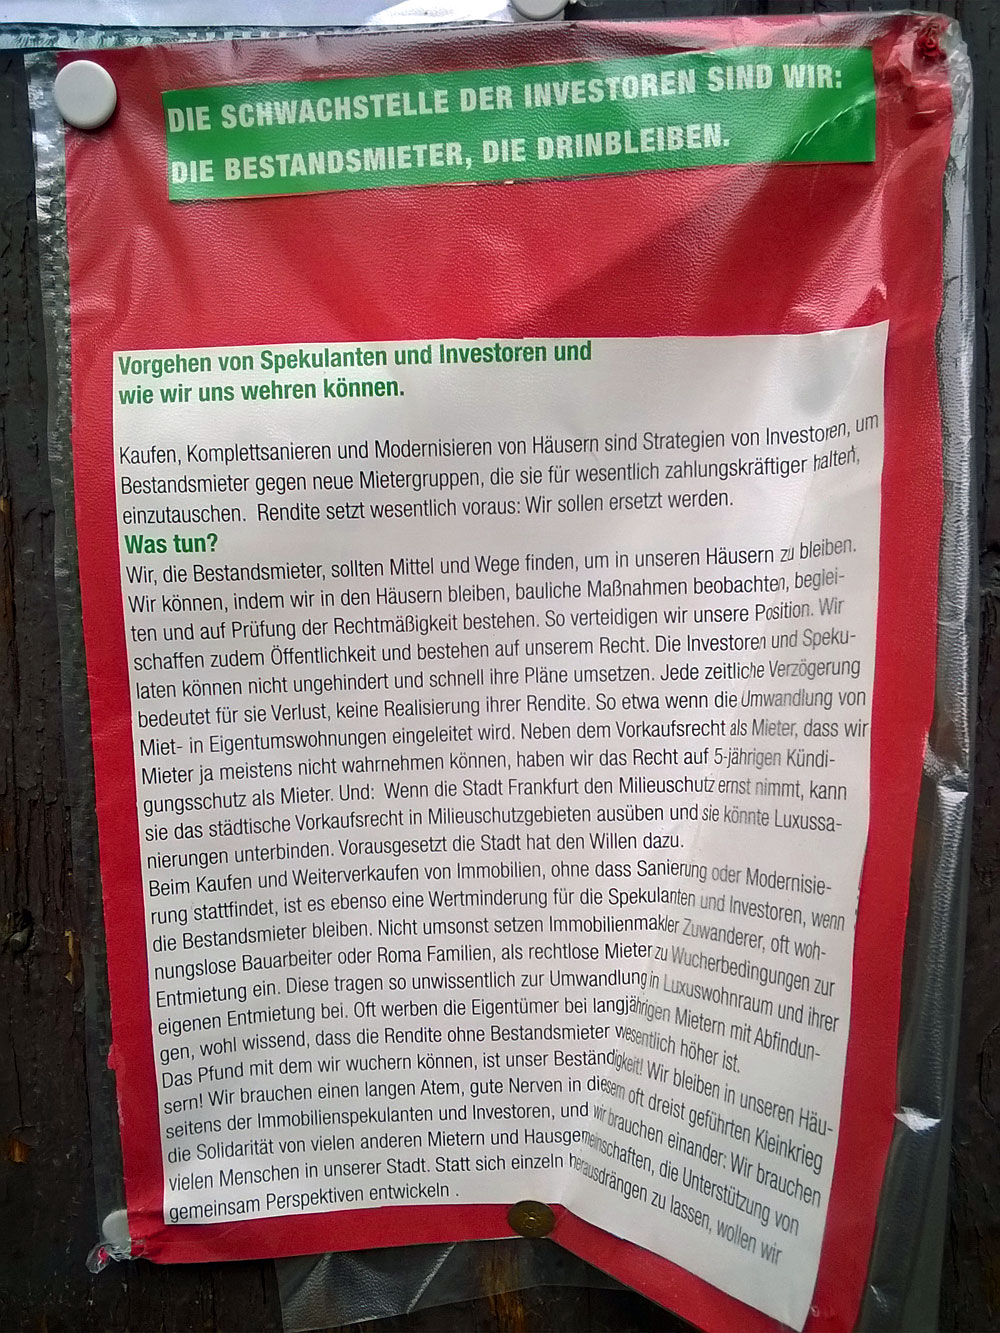 DIE SCHWACHSTELLE DER INVESTOREN SIND WIR:
DIE BESTANDSMIETER, DIE DRINBLEIBEN.
Vorgehen von Spekulanten und Investoren und
wie wir uns wehren können.
Kaufen, Komplettsanieren und Modernisieren von Häusern sind Strategien von Investoren, um
Bestandsmieter gegen neue Mietergruppen, die sie für wesentlich zahlungskräftiger halten,
einzutauschen. Rendite setzt wesentlich voraus: Wir sollen ersetzt werden.
Was tun?
Wir, die Bestandsmieter, sollten Mittel und Wege finden, um in unseren Häusern zu bleiben.
Wir können, indem wir in den Häusern bleiben, bauliche Maßnahmen beobachten, beglei-
ten und auf Prüfung der Rechtmäßigkeit bestehen. So verteidigen wir unsere Position. Wir
schaffen zudem Öffentlichkeit und bestehen auf unserem Recht. Die Investoren und Speku-
laten können nicht ungehindert und schnell ihre Pläne umsetzen. Jede zeitliche Verzögerung
bedeutet für sie Verlust, keine Realisierung ihrer Rendite. So etwa wenn die Umwandlung von
Miet- in Eigentumswohnungen eingeleitet wird. Neben dem Vorkaufsrecht als Mieter, dass wir
Mieter ja meistens nicht wahrnehmen können, haben wir das Recht auf 5-jährigen Kündi-
gungsschutz als Mieter. Und: Wenn die Stadt Frankfurt den Milieuschutz ernst nimmt, kann
sie das städtische Vorkaufsrecht in Milieuschutzgebieten ausüben und sie könnte Luxussa-
nierungen unterbinden. Vorausgesetzt die Stadt hat den Willen dazu.
Beim Kaufen und Weiterverkaufen von Immobilien, ohne dass Sanierung oder Modernisie-
rung stattfindet, ist es ebenso eine Wertminderung für die Spekulanten und Investoren, wenn
die Bestandsmieter bleiben. Nicht umsonst setzen Immobilienmakler Zuwanderer, oft woh-
nungslose Bauarbeiter oder Roma Familien, als rechtlose Mieter zu Wucherbedingungen zur
Entmietung ein. Diese tragen so unwissentlich zur Umwandlung in Luxuswohnraum und ihrer
eigenen Entmietung bei. Oft werben die Eigentümer bei langjährigen Mietern mit Abfindun-
gen, wohl wissend, dass die Rendite ohne Bestandsmieter wesentlich höher ist.
Das Pfund mit dem wir wuchern können, ist unser Beständigkeit! Wir bleiben in unseren Häu-
sern! Wir brauchen einen langen Atem, gute Nerven in diesem oft dreist geführten Kleinkrieg
seitens der Immobilienspekulanten und Investoren, und wir brauchen einander: Wir brauchen
die Solidarität von vielen anderen Mietern und Hausgemeinschaften, die Unterstützung von
vielen Menschen in unserer Stadt. Statt sich einzeln herausdrängen zu lassen, wollen wir
gemeinsam Perspektiven entwickeln .